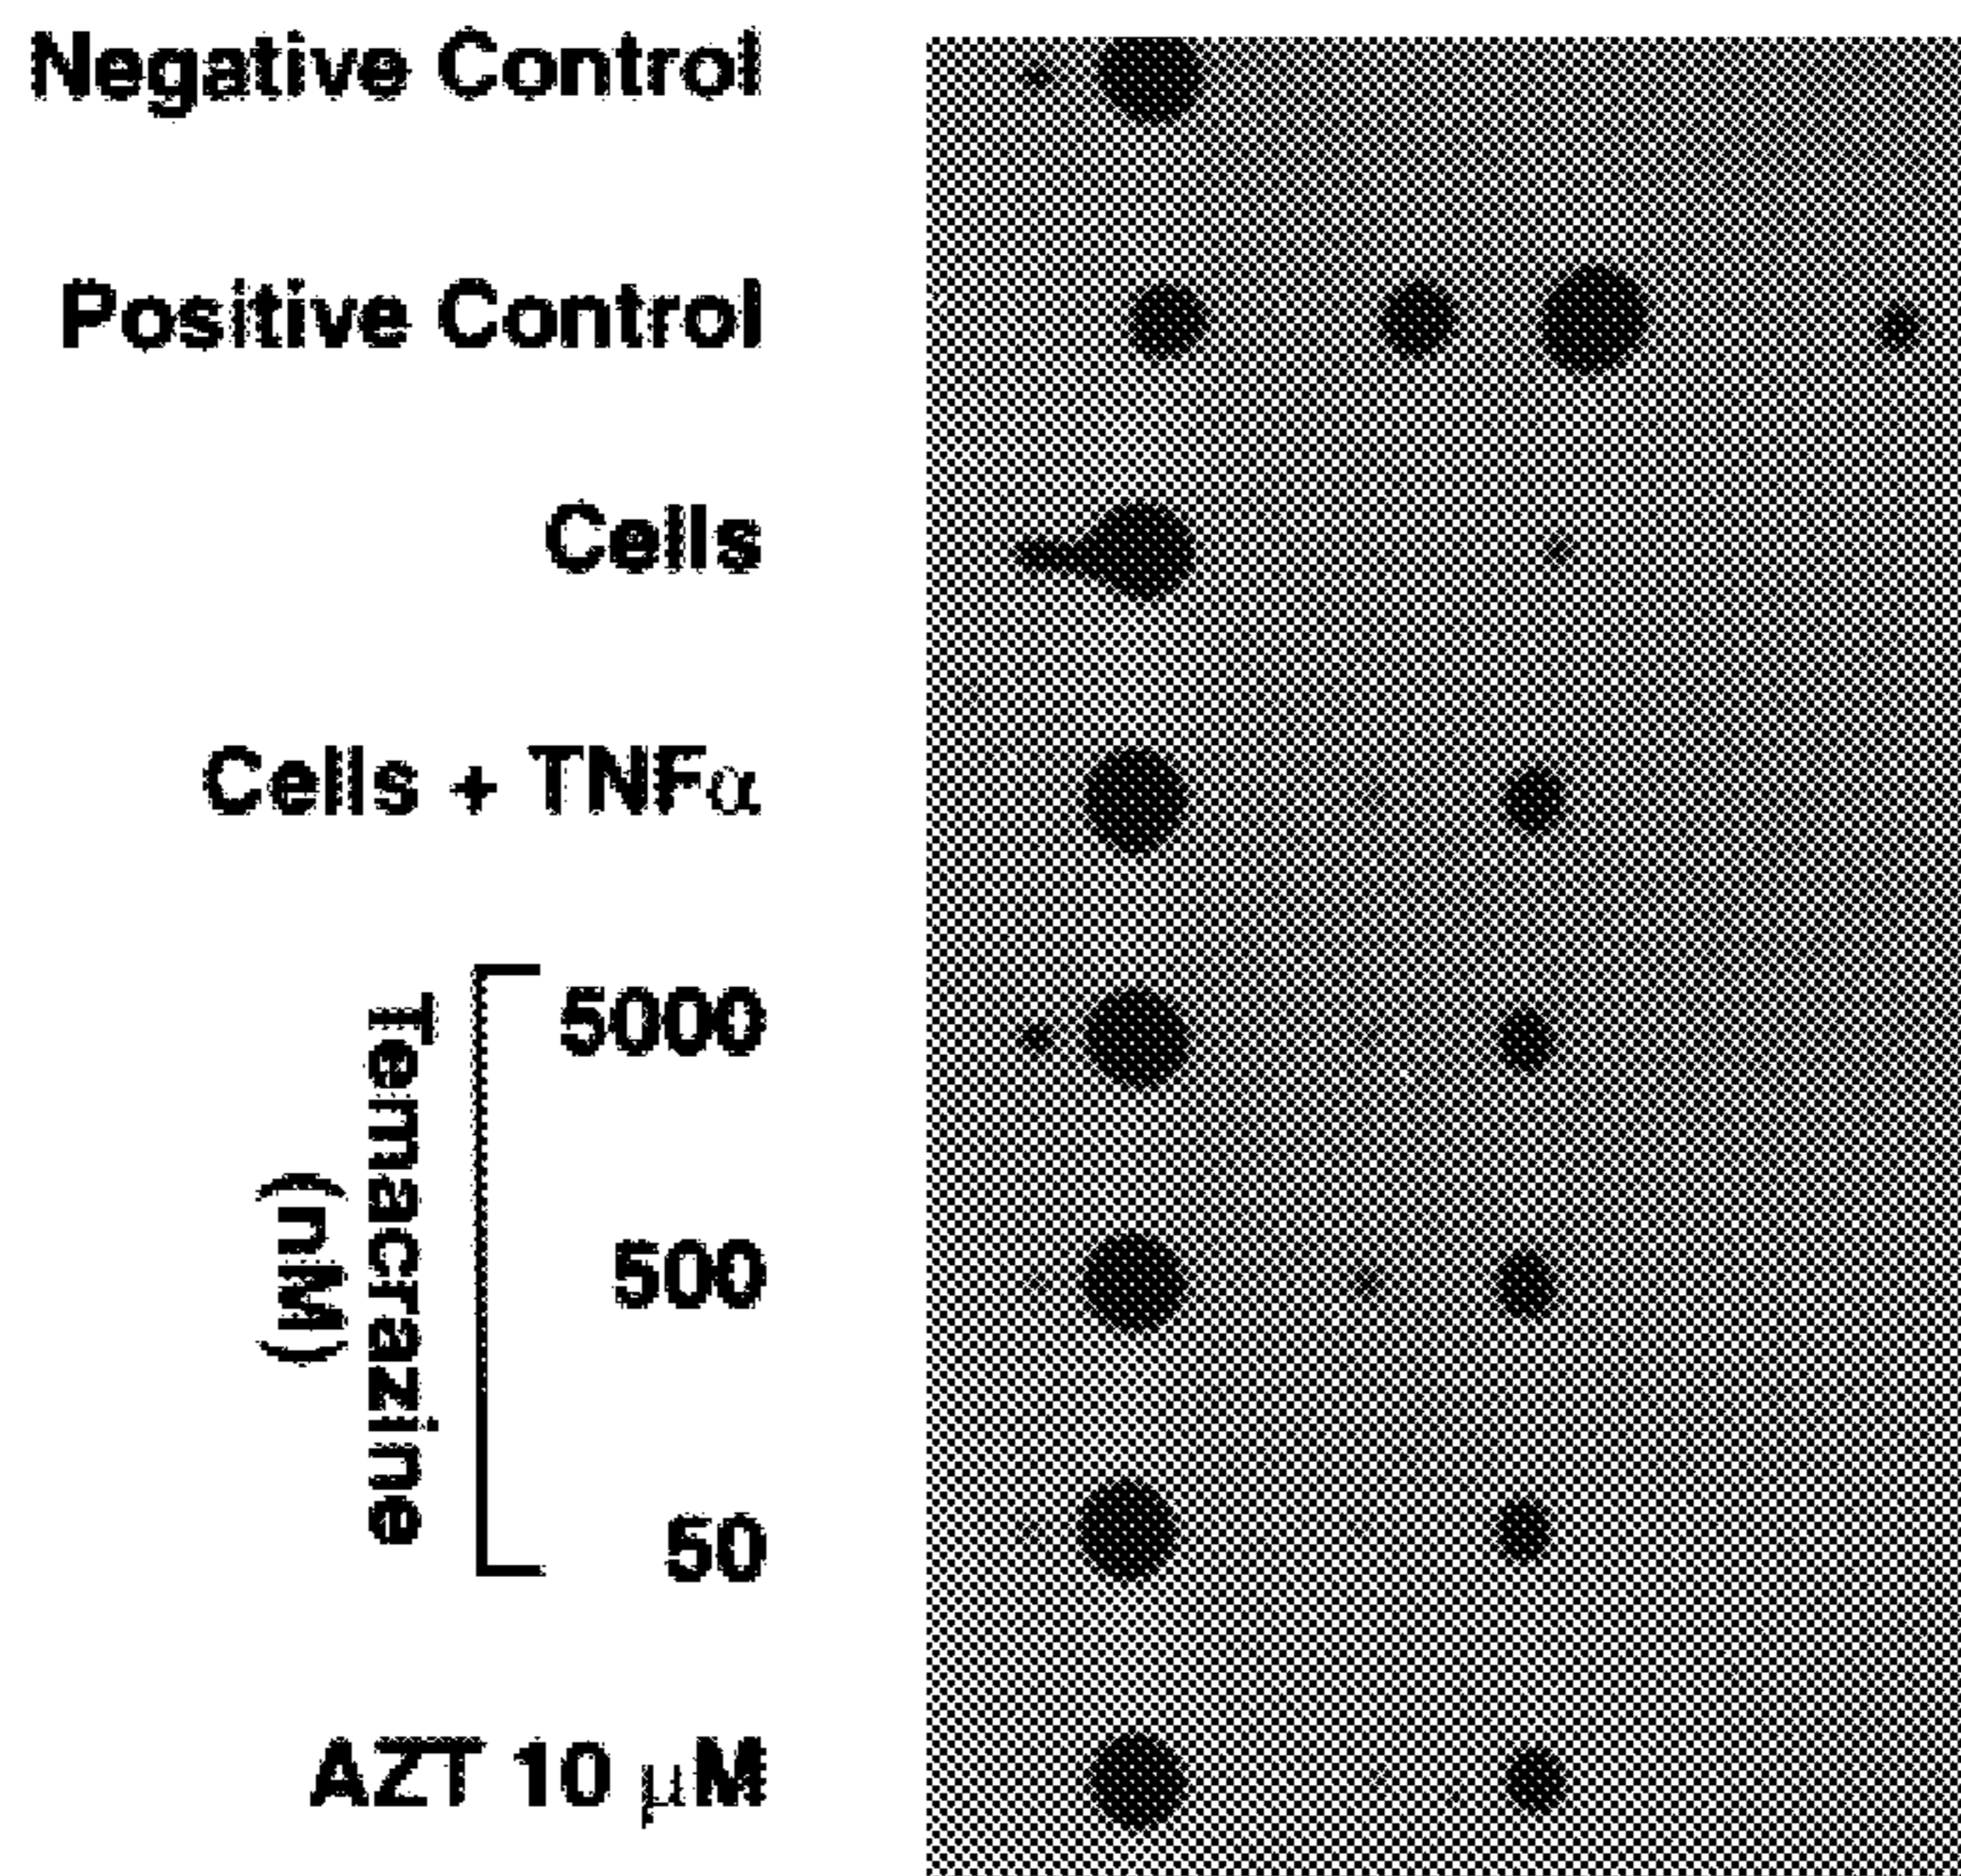 Negative Control
Positive Control
Cells
Cells + TNFα
Temacrazine
(nM)
5000
500
50
AZT 10 µM